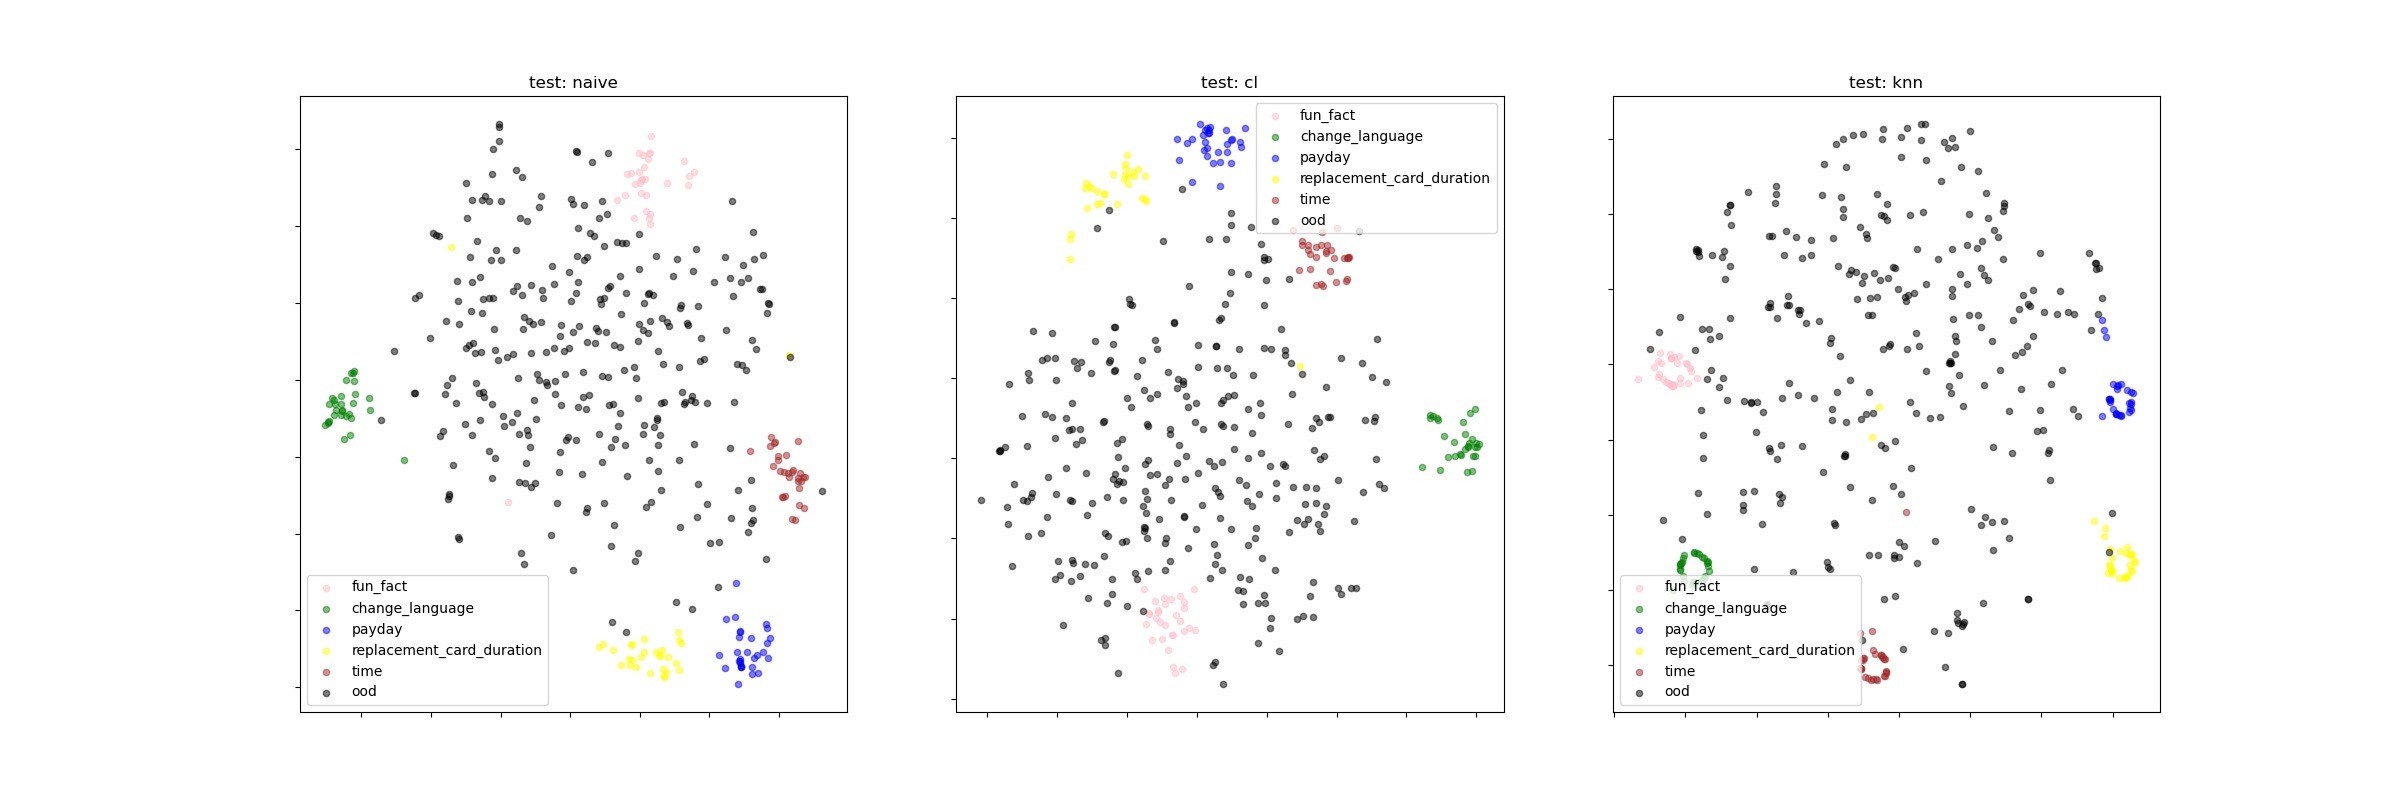 test: naive
fun_fact
change_language
payday
replacement_card_duration
time
ood
test: cl
fun_fact
change_language
payday
replacement_card_duration
time
ood
test: knn
fun_fact
change_language
payday
replacement_card_duration
time
ood